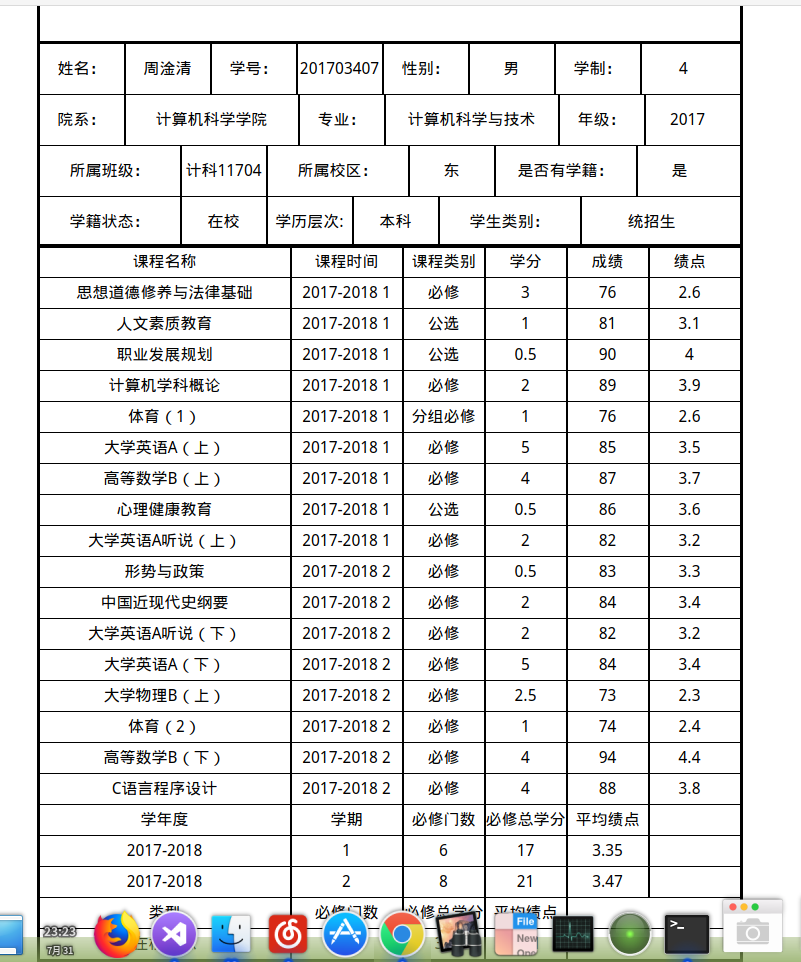 姓名： 周淦清 学号： 201703407 性别： 男 学制： 4
院系： 计算机科学学院 专业： 计算机科学与技术 年级： 2017
所属班级： 计科11704 所属校区： 东 是否有学籍： 是
学籍状态： 在校 学历层次: 本科 学生类别： 统招生
课程名称 课程时间 课程类别 学分 成绩 绩点
思想道德修养与法律基础 2017-2018 1 必修 3 76 2.6
人文素质教育 2017-2018 1 公选 1 81 3.1
职业发展规划 2017-2018 1 公选 0.5 90 4
计算机学科概论 2017-2018 1 必修 2 89 3.9
体育（1） 2017-2018 1 分组必修 1 76 2.6
大学英语A（上） 2017-2018 1 必修 5 85 3.5
高等数学B（上） 2017-2018 1 必修 4 87 3.7
心理健康教育 2017-2018 1 公选 0.5 86 3.6
大学英语A听说（上） 2017-2018 1 必修 2 82 3.2
形势与政策 2017-2018 2 必修 0.5 83 3.3
中国近现代史纲要 2017-2018 2 必修 2 84 3.4
大学英语A听说（下） 2017-2018 2 必修 2 82 3.2
大学英语A（下） 2017-2018 2 必修 5 84 3.4
大学物理B（上） 2017-2018 2 必修 2.5 73 2.3
体育（2） 2017-2018 2 必修 1 74 2.4
高等数学B（下） 2017-2018 2 必修 4 94 4.4
C语言程序设计 2017-2018 2 必修 4 88 3.8
学年度 学期 必修门数 必修总学分 平均绩点
2017-2018 1 6 17 3.35
2017-2018 2 8 21 3.47
类型 必修门数 必修总学分 平均绩点
23:23
7月31
File
New